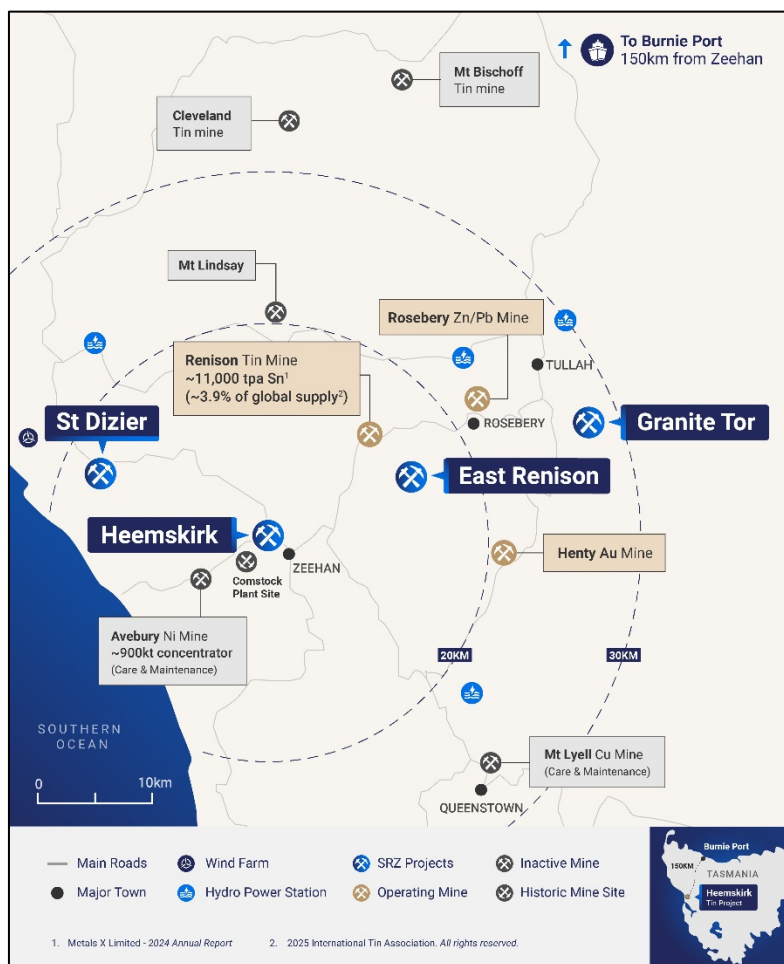 To Burnie Port
150km from Zeehan
Mt Bischoff
Tin mine
Cleveland
Tin mine
Mt Lindsay
Rosebery Zn/Pb Mine
Renison Tin Mine
~11,000 tpa Sn¹
(~3.9% of global supply²)
TULLAH
St Dizier
ROSEBERY
Granite Tor
East Renison
Heemskirk
ZEEHAN
Henty Au Mine
Comstock
Plant Site
Avebury Ni Mine
~900kt concentrator
(Care & Maintenance)
20KM
30KM
SOUTHERN
OCEAN
0 10km
Mt Lyell Cu Mine
(Care & Maintenance)
QUEENSTOWN
Main Roads
Wind Farm
SRZ Projects
Inactive Mine
Major Town
Hydro Power Station
Operating Mine
Historic Mine Site
Burnie Port
150KM
TASMANIA
Heemskirk
Tin Project
1. Metals X Limited - 2024 Annual Report
2. 2025 International Tin Association. All rights reserved.